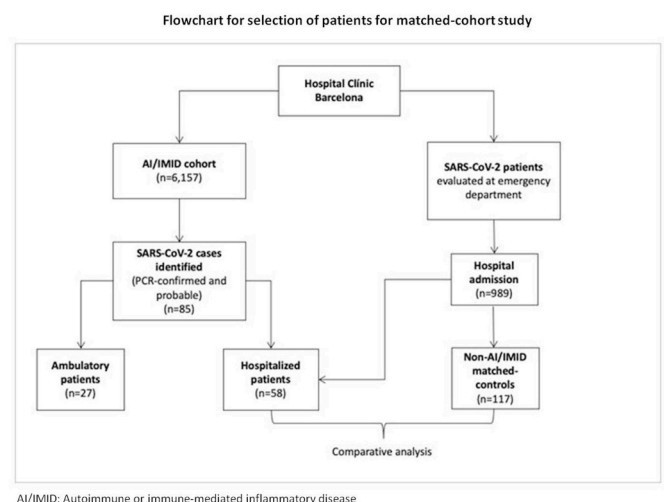 Flowchart for selection of patients for matched-cohort study
Hospital Clínic
Barcelona
AI/IMID cohort
(n=6,157)
SARS-CoV-2 patients
evaluated at emergency
department
SARS-CoV-2 cases
identified
(PCR-confirmed and
probable)
(n=85)
Hospital
admission
(n=989)
Ambulatory
patients
(n=27)
Hospitalized
patients
(n=58)
Non-AI/IMID
matched-
controls
(n=117)
Comparative analysis
AI/IMID: Autoimmune or immune-mediated inflammatory disease